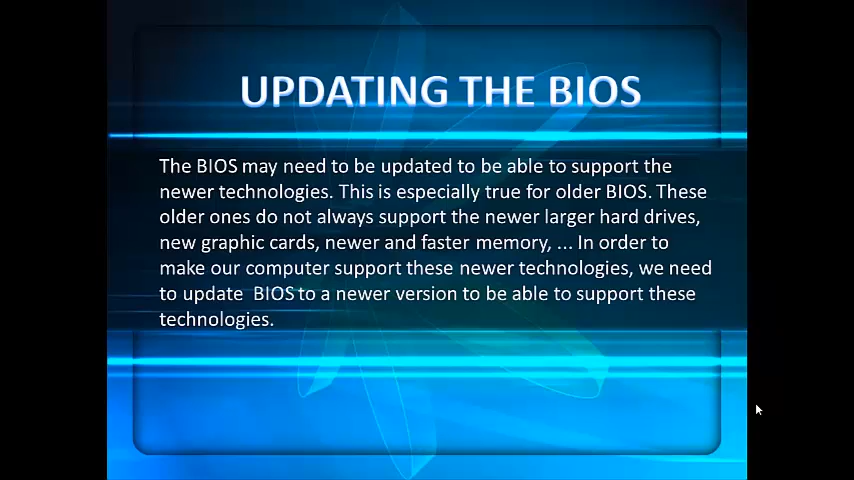 UPDATING THE BIOS
The BIOS may need to be updated to be able to support the
newer technologies. This is especially true for older BIOS. These
older ones do not always support the newer larger hard drives,
new graphic cards, newer and faster memory, ... In order to
make our computer support these newer technologies, we need
to update  BIOS to a newer version to be able to support these
technologies.